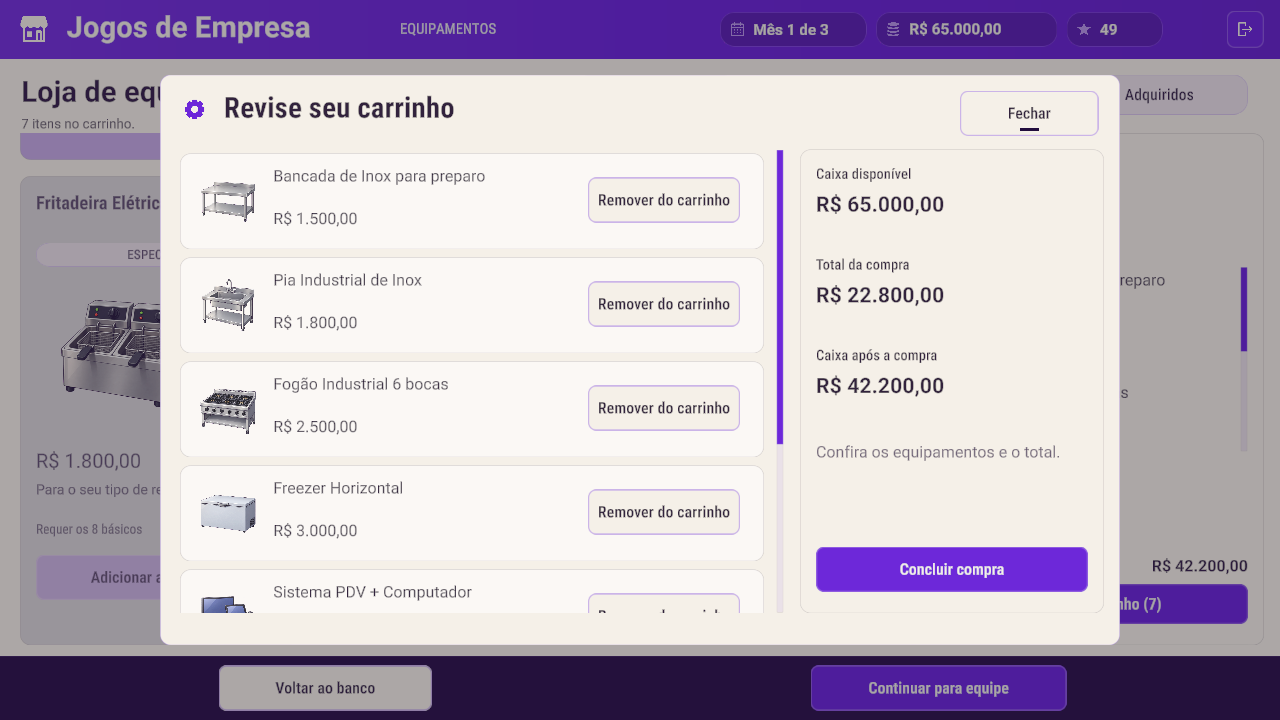 Jogos de Empresa
EQUIPAMENTOS
Mês 1 de 3
R$ 65.000,00
49
Loja de equ
7 itens no carrinho.
Adquiridos
Revise seu carrinho
Fechar
Bancada de Inox para preparo
R$ 1.500,00
Remover do carrinho
Pia Industrial de Inox
R$ 1.800,00
Remover do carrinho
Fogão Industrial 6 bocas
R$ 2.500,00
Remover do carrinho
Freezer Horizontal
R$ 3.000,00
Remover do carrinho
Sistema PDV + Computador
Remover do carrinho
Caixa disponível
R$ 65.000,00
Total da compra
R$ 22.800,00
Caixa após a compra
R$ 42.200,00
Confira os equipamentos e o total.
Concluir compra
Fritadeira Elétric
ESPEC
R$ 1.800,00
Para o seu tipo de re
Requer os 8 básicos
Adicionar a
reparo
s
R$ 42.200,00
nho (7)
Voltar ao banco
Continuar para equipe